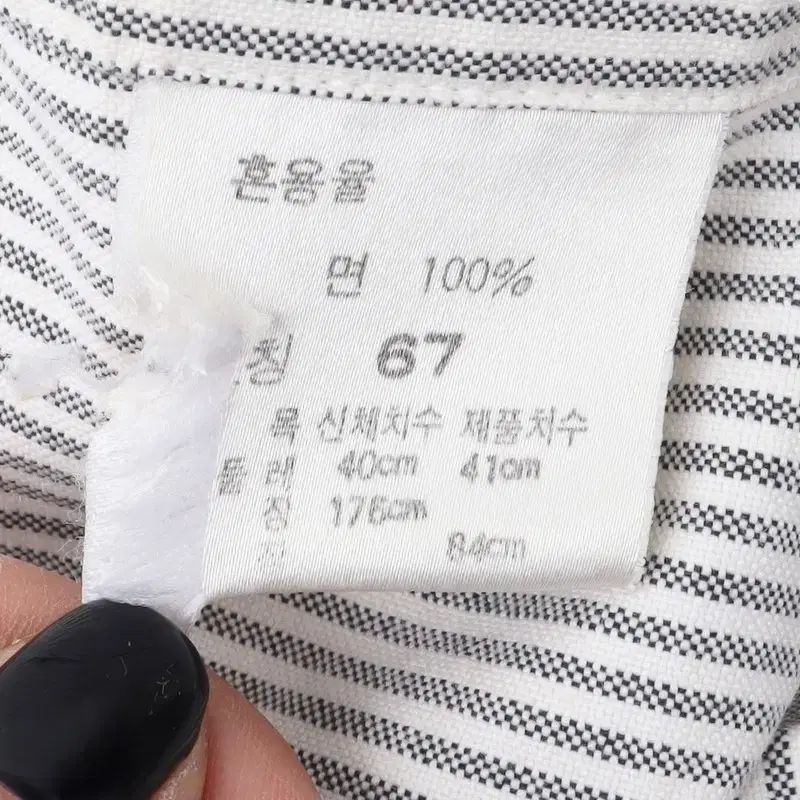 혼용율
면 100%
칭 67
목 신체치수 제품치수
둘레 40cm 41cm
장 176cm
84cm